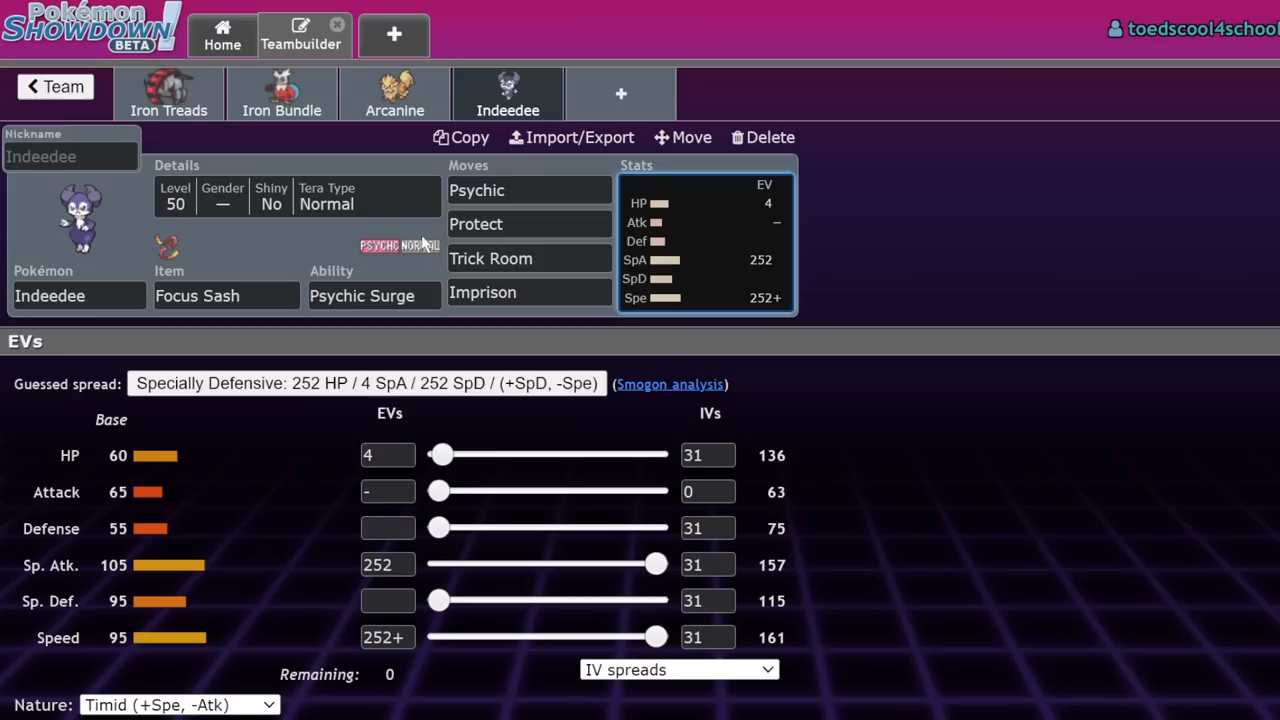 Pokémon
SHOWDOWN!
BETA
Home
Teambuilder
+
toedscool4school
Team
Iron Treads
Iron Bundle
Arcanine
Indeedee
+
Copy
Import/Export
Move
Delete
Nickname
Indeedee
Details
Level
50
Gender
—
Shiny
No
Tera Type
Normal
PSYCHC NORMAL
Pokémon
Indeedee
Item
Focus Sash
Ability
Psychic Surge
Moves
Psychic
Protect
Trick Room
Imprison
Stats
EV
HP 4
Atk –
Def
SpA 252
SpD
Spe 252+
EVs
Guessed spread: Specially Defensive: 252 HP / 4 SpA / 252 SpD / (+SpD, -Spe) (Smogon analysis)
Base EVs IVs
HP 60 4 31 136
Attack 65 - 0 63
Defense 55 31 75
Sp. Atk. 105 252 31 157
Sp. Def. 95 31 115
Speed 95 252+ 31 161
Remaining: 0 IV spreads
Nature: Timid (+Spe, -Atk)